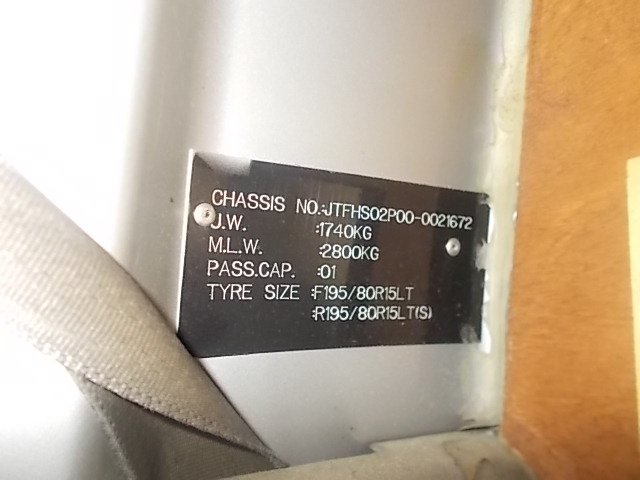 CHASSIS NO.:JTFHS02P00-0021672
U.W. :1740KG
M.L.W. :2800KG
PASS.CAP. :01
TYRE SIZE :F195/80R15LT
:R195/80R15LT(S)